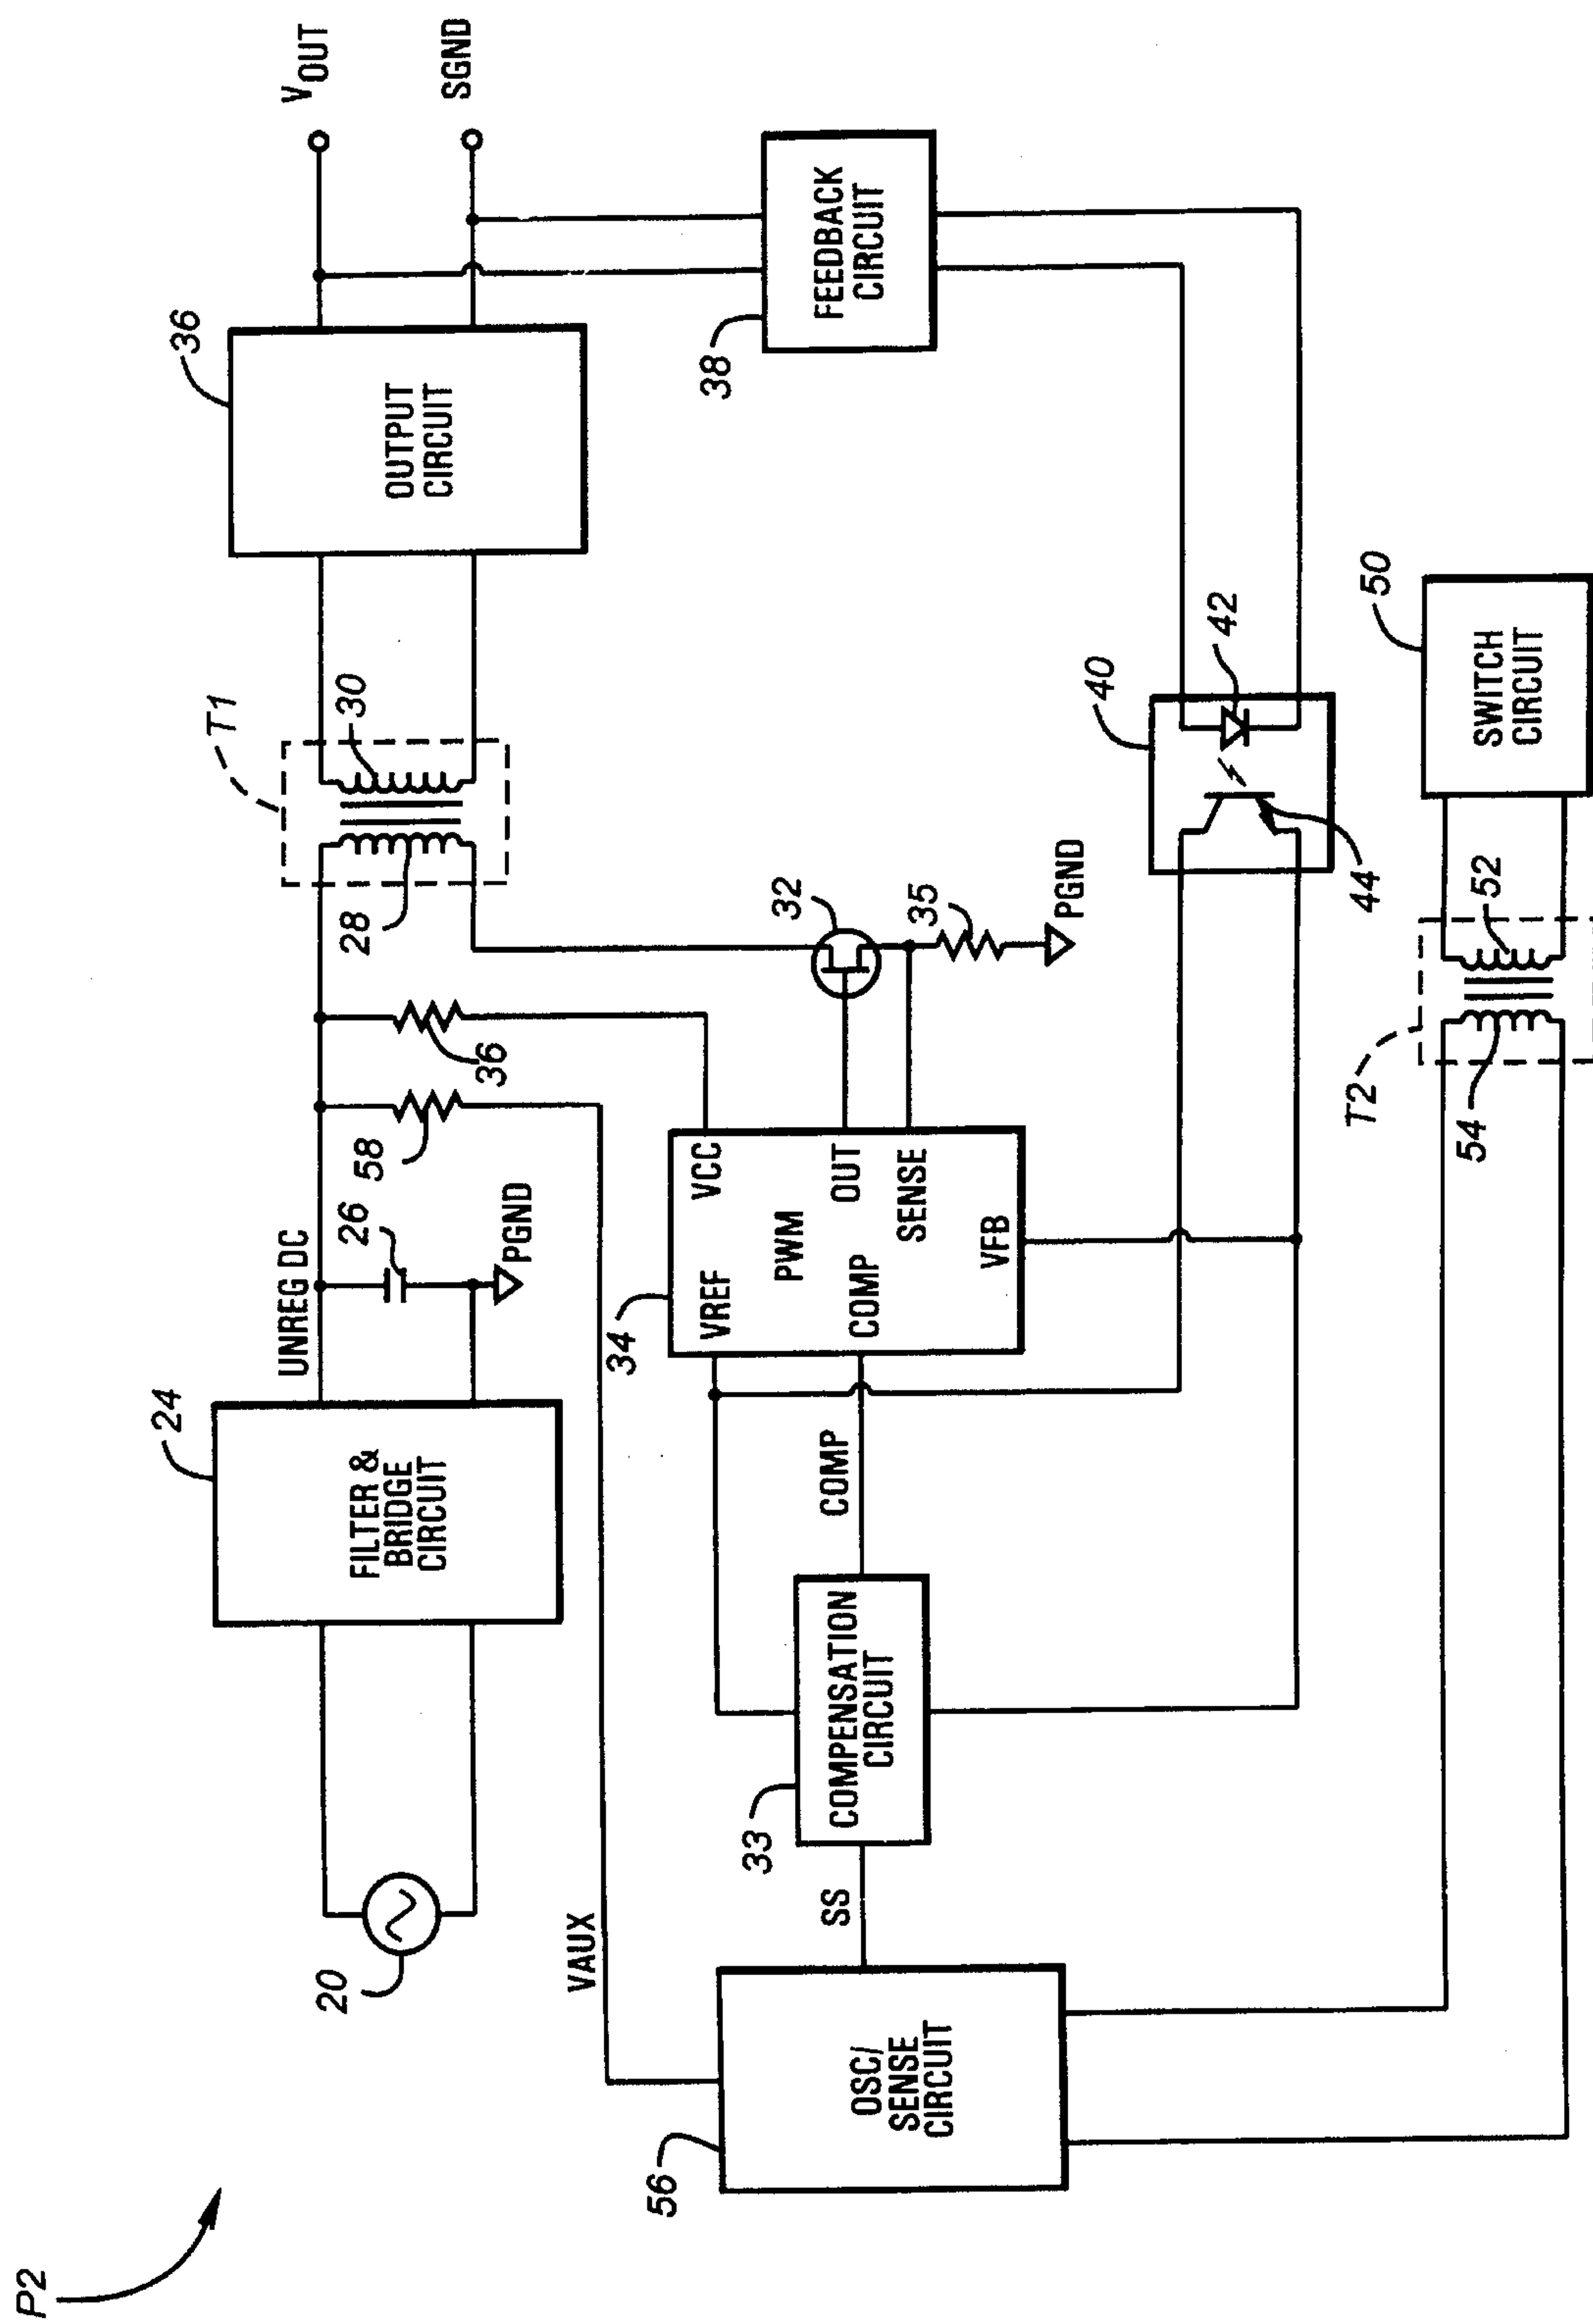 P2
20
24
FILTER &
BRIDGE
CIRCUIT
UNREG DC
26
PGND
58
36
28
30
T1
36
OUTPUT
CIRCUIT
VOUT
SGND
VAUX
34
VREF
VCC
PWM
OUT
COMP
SENSE
VFB
32
35
PGND
38
FEEDBACK
CIRCUIT
56
OSC/
SENSE
CIRCUIT
SS
33
COMPENSATION
CIRCUIT
COMP
40
42
44
T2
54
52
50
SWITCH
CIRCUIT